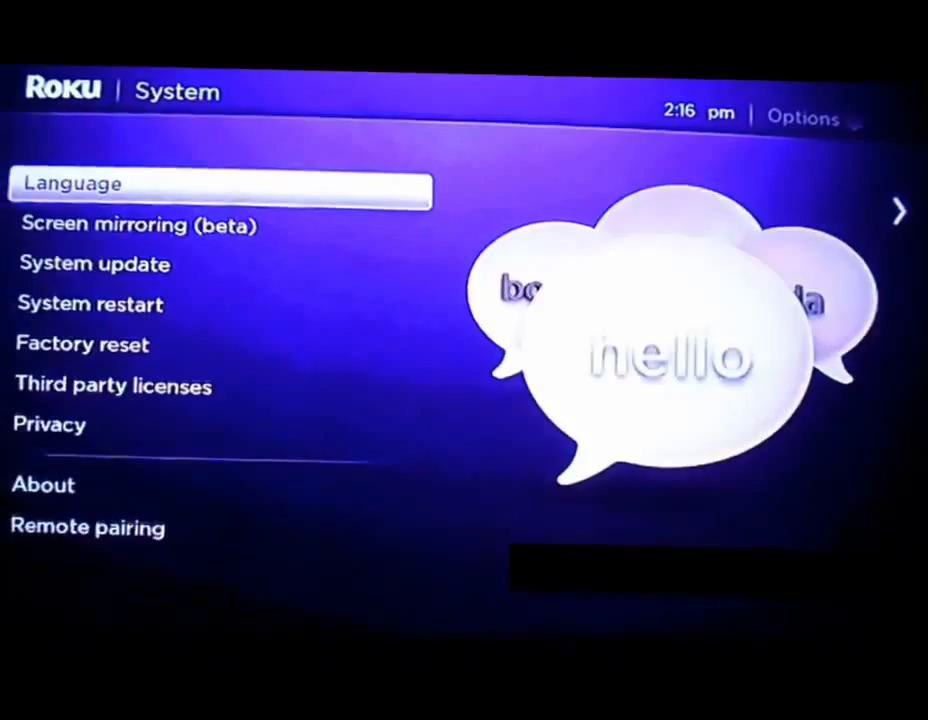 Roku | System
2:16 pm | Options
Language
Screen mirroring (beta)
System update
System restart
Factory reset
Third party licenses
Privacy
About
Remote pairing
hello